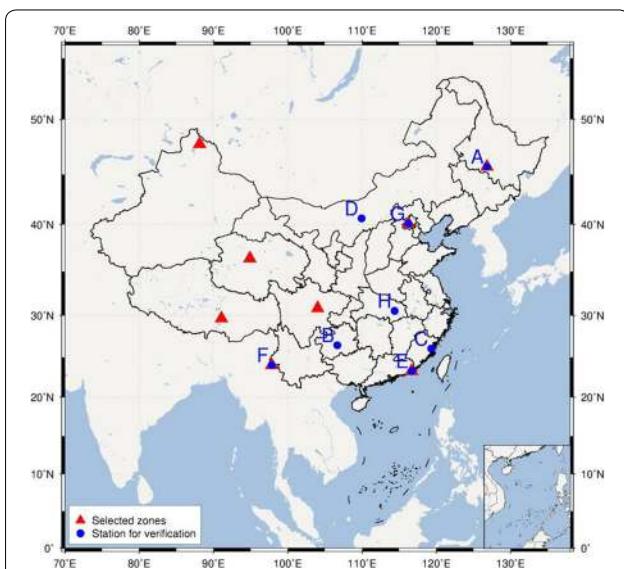 70°E 80°E 90°E 100°E 110°E 120°E 130°E
50°N 50°N
A
D G
40°N 40°N
H
30°N 30°N
B C
F E
20°N 20°N
10°N 10°N
▲ Selected zones
● Station for verification
0° 0°
70°E 80°E 90°E 100°E 110°E 120°E 130°E